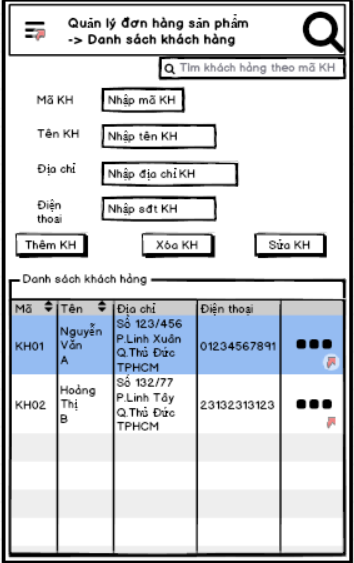 Quản lý đơn hàng sản phẩm
-> Danh sách khách hàng
Tìm khách hàng theo mã KH
Mã KH
Nhập mã KH
Tên KH
Nhập tên KH
Địa chỉ
Nhập địa chỉ KH
Điện
thoại
Nhập sđt KH
Thêm KH
Xóa KH
Sửa KH
Danh sách khách hàng
Mã Tên Địa chỉ Điện thoại
KH01
Nguyễn
Văn
A
Số 123/456
P.Linh Xuân
Q.Thủ Đức
TPHCM
01234567891
KH02
Hoàng
Thị
B
Số 132/77
P.Linh Tây
Q.Thủ Đức
TPHCM
23132313123